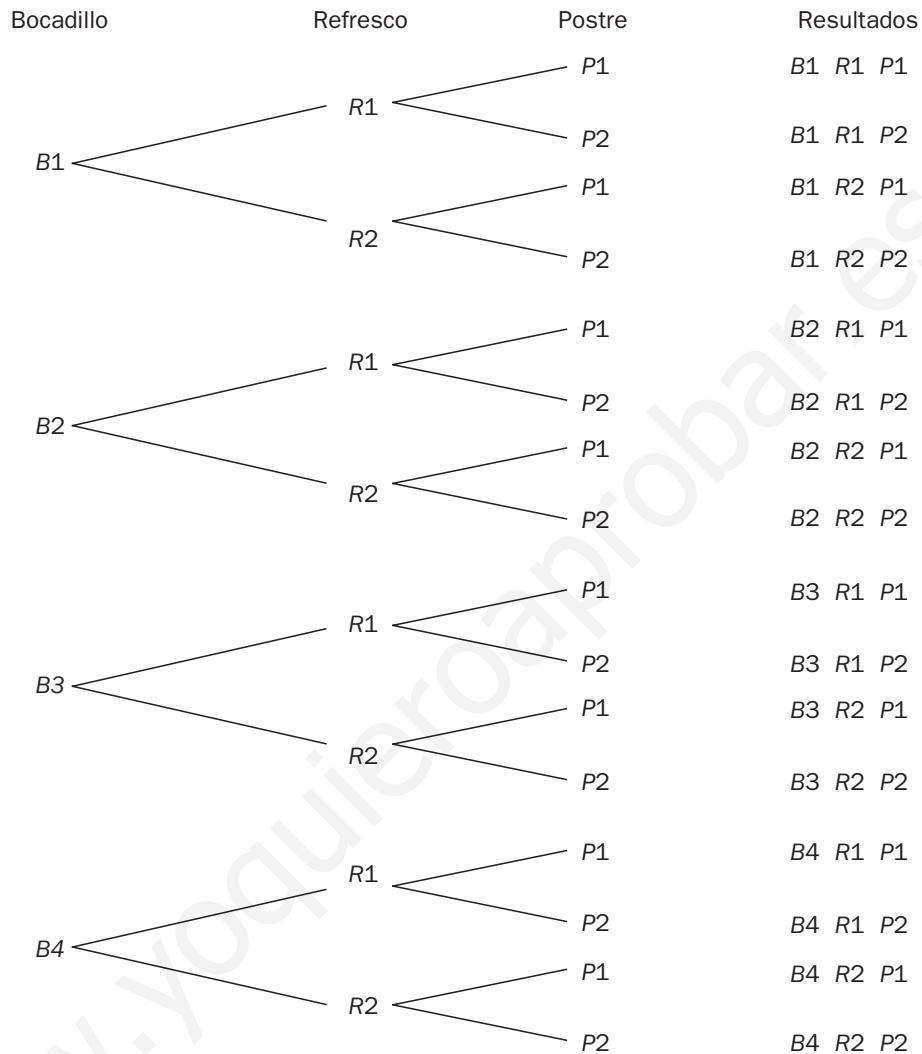 Bocadillo Refresco Postre Resultados
P1 B1 R1 P1
R1
P2 B1 R1 P2
B1
P1 B1 R2 P1
R2
P2 B1 R2 P2
P1 B2 R1 P1
R1
P2 B2 R1 P2
B2
P1 B2 R2 P1
R2
P2 B2 R2 P2
P1 B3 R1 P1
R1
P2 B3 R1 P2
B3
P1 B3 R2 P1
R2
P2 B3 R2 P2
P1 B4 R1 P1
R1
P2 B4 R1 P2
B4
P1 B4 R2 P1
R2
P2 B4 R2 P2
w.yoquieroaprobar.es